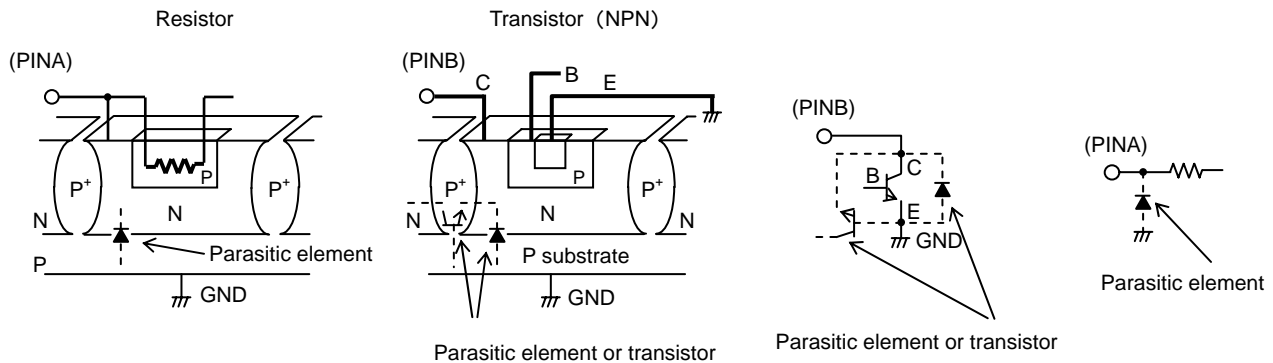 Resistor
Transistor (NPN)
(PINA)
P+
P
P+
N
N
P
Parasitic element
GND
(PINB)
C
B
E
P+
P
P+
N
N
P substrate
GND
Parasitic element or transistor
(PINB)
C
B
E
GND
Parasitic element or transistor
(PINA)
Parasitic element